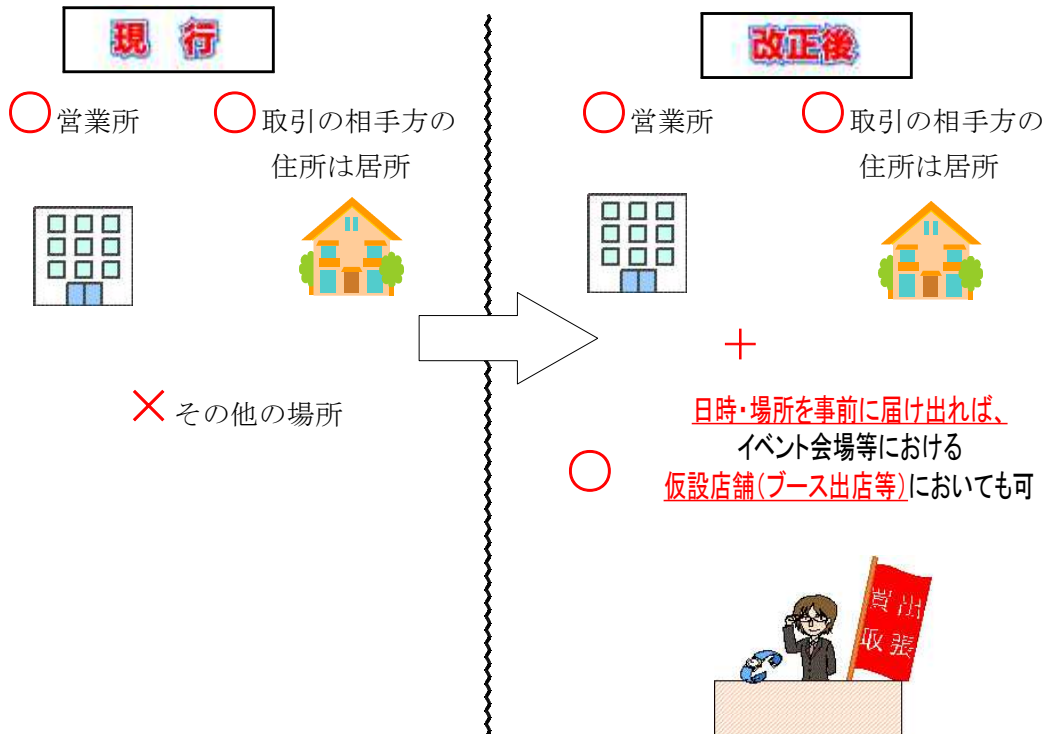 現 行
○営業所
○取引の相手方の
住所は居所
×その他の場所
改正後
○営業所
○取引の相手方の
住所は居所
＋
日時・場所を事前に届け出れば、
イベント会場等における
○仮設店舗(ブース出店等)においても可
出張
買取